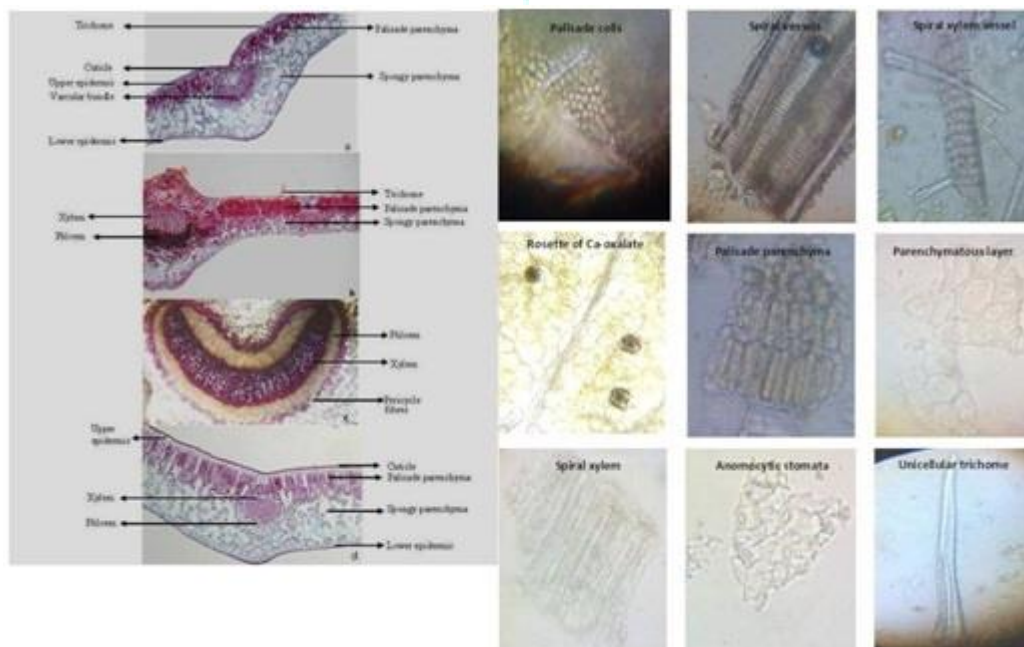 Trichome
Palisade parenchyma
Cuticle
Upper epidermis
Vascular bundle
Spongy parenchyma
Lower epidermis
a
Trichome
Palisade parenchyma
Spongy parenchyma
Xylem
Phloem
Phloem
Xylem
Pericycle
fibres
c
Upper
epidermis
Cuticle
Palisade parenchyma
Xylem
Spongy parenchyma
Phloem
Lower epidermis
d
Palisade cells
Spiral vessels
Spiral xylem vessel
Rosette of Ca-oxalate
Palisade parenchyma
Parenchymatous layer
Spiral xylem
Anomocytic stomata
Unicellular trichome